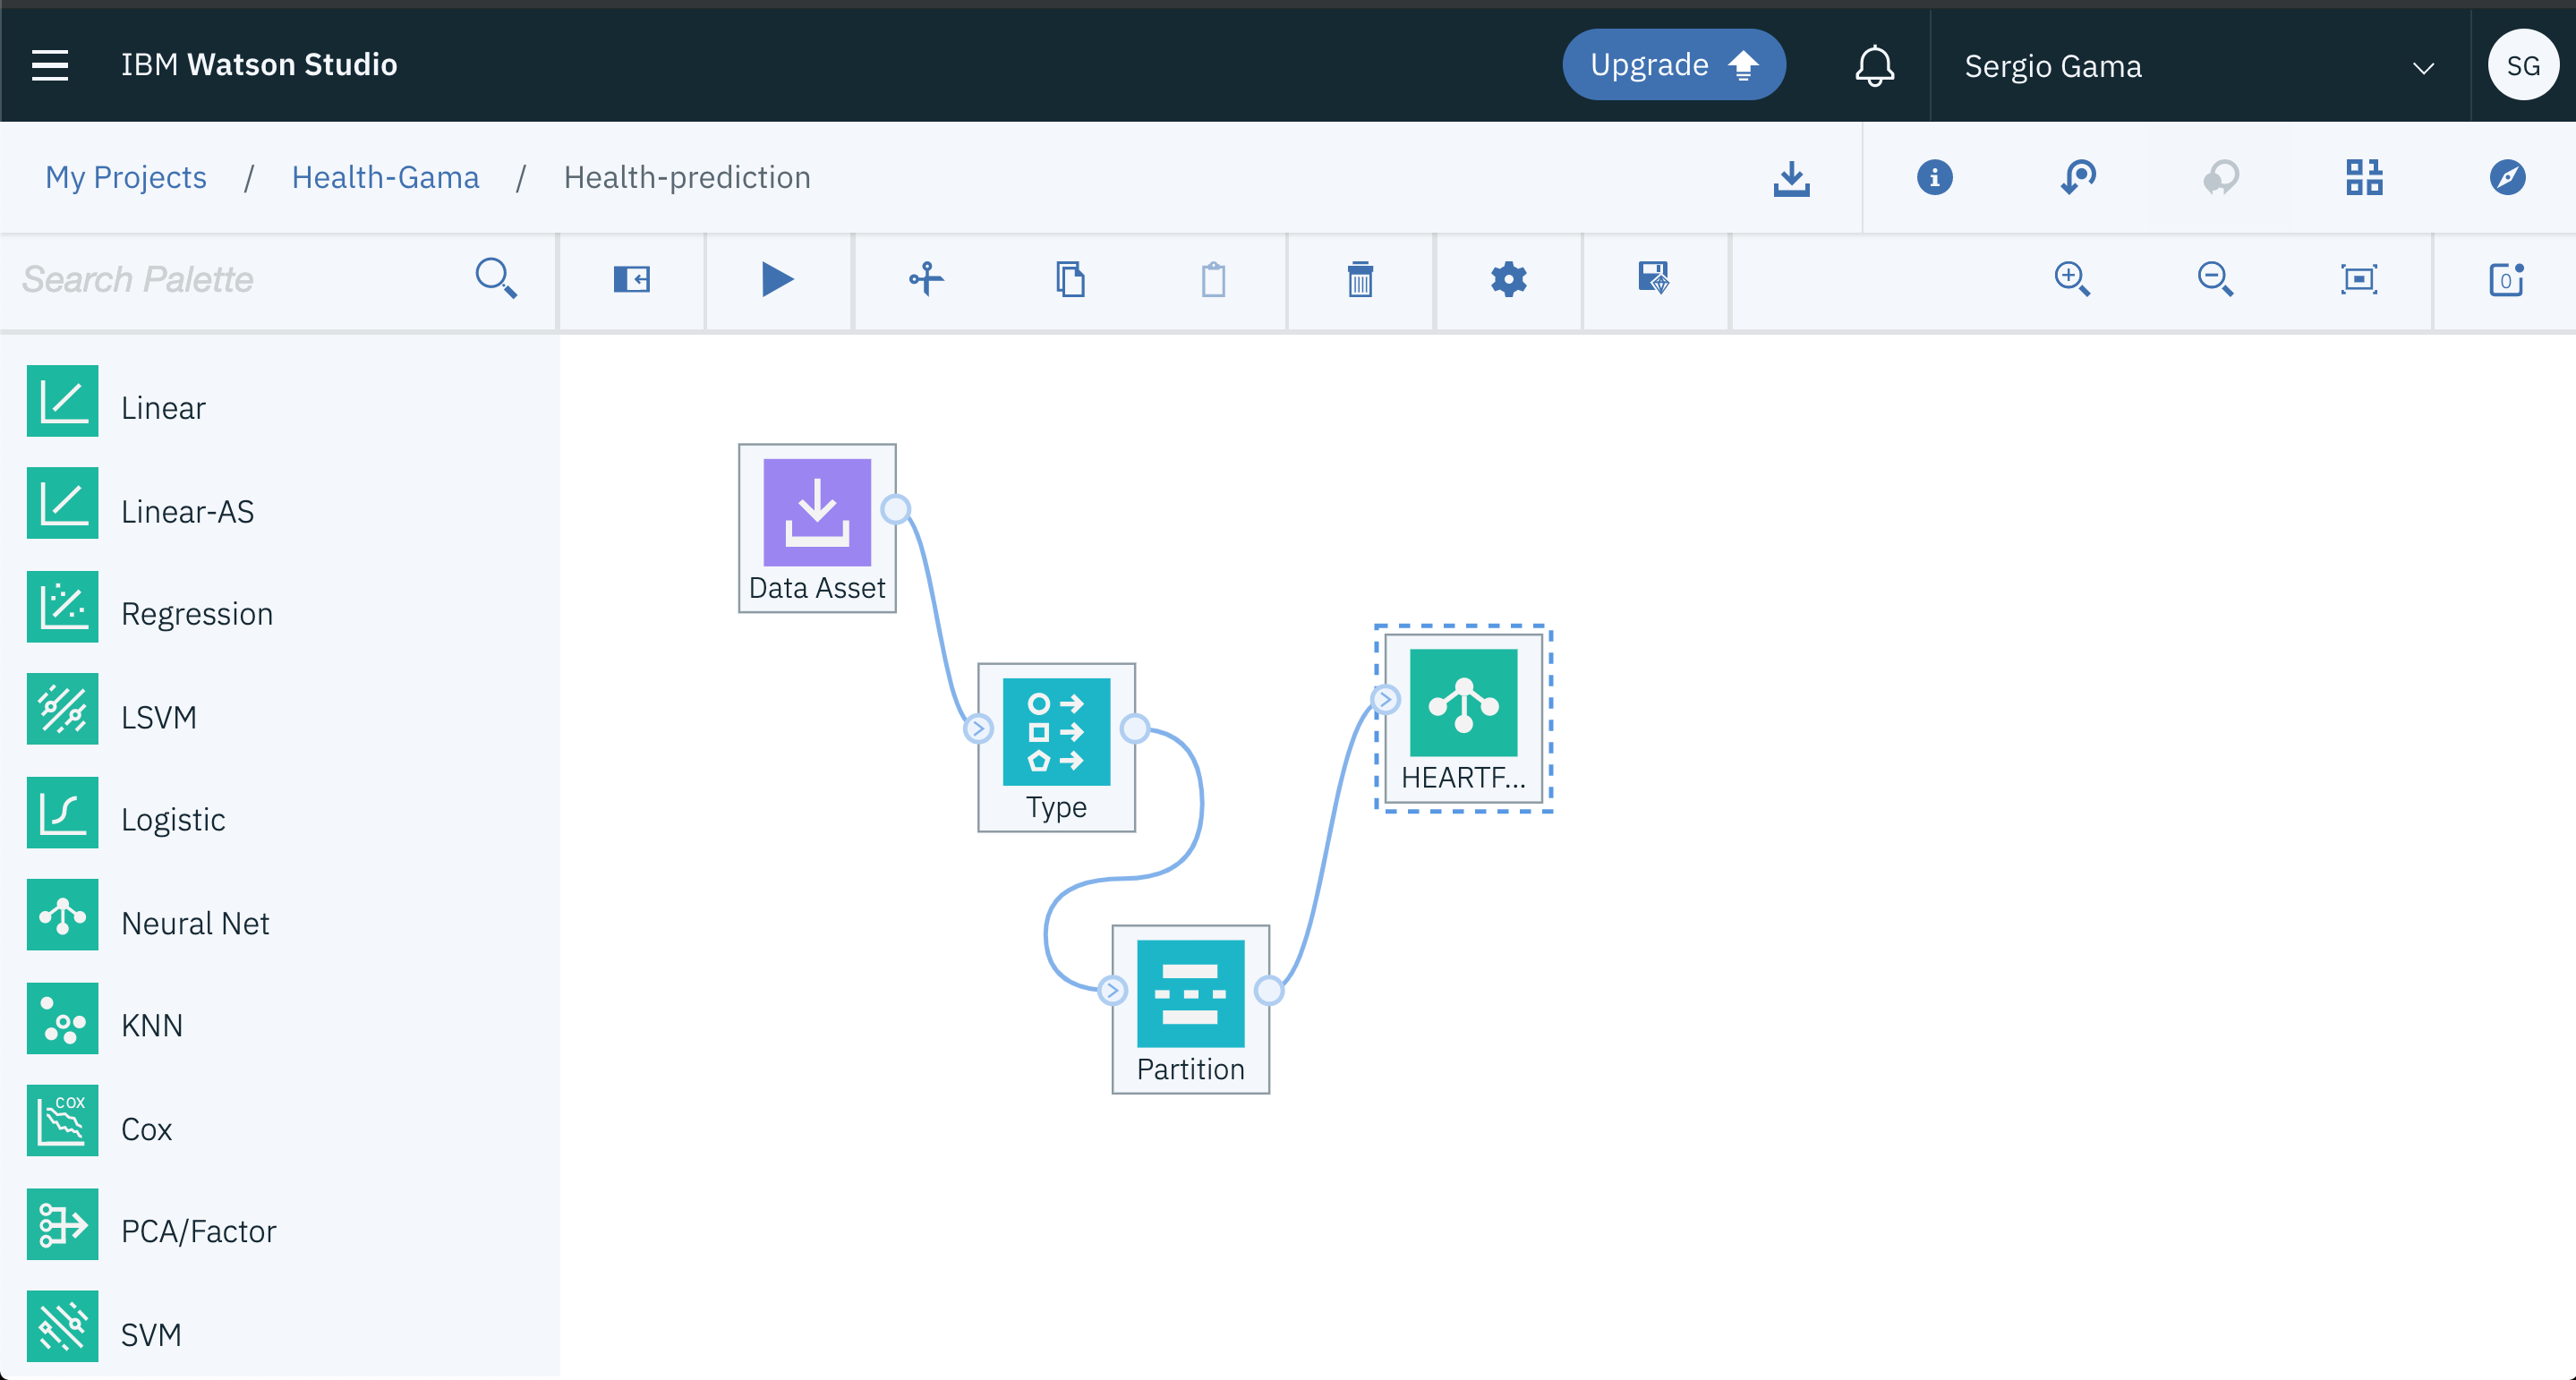 IBM Watson Studio
Upgrade
Sergio Gama
SG
My Projects / Health-Gama / Health-prediction
Search Palette
0
Linear
Linear-AS
Regression
LSVM
Logistic
Neural Net
KNN
COX
Cox
PCA/Factor
SVM
Data Asset
Type
HEARTF...
Partition